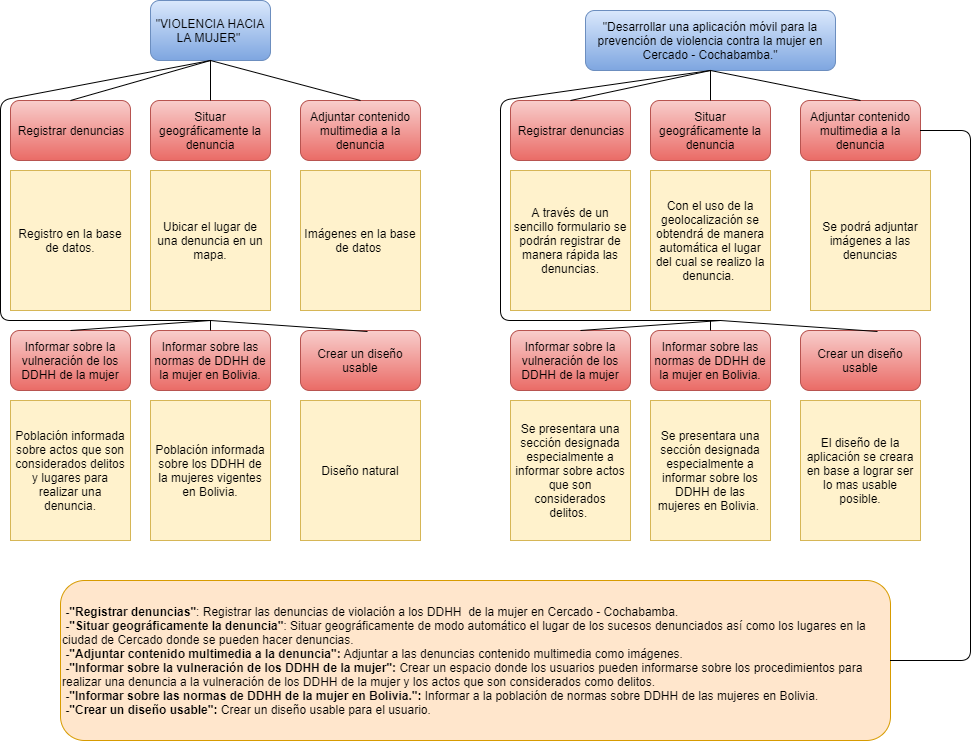 "VIOLENCIA HACIA
LA MUJER"
"Desarrollar una aplicación móvil para la
prevención de violencia contra la mujer en
Cercado - Cochabamba."
Registrar denuncias
Situar
geográficamente la
denuncia
Adjuntar contenido
multimedia a la
denuncia
Registrar denuncias
Situar
geográficamente la
denuncia
Adjuntar contenido
multimedia a la
denuncia
Registro en la base
de datos.
Ubicar el lugar de
una denuncia en un
mapa.
Imágenes en la base
de datos
A través de un
sencillo formulario se
podrán registrar de
manera rápida las
denuncias.
Con el uso de la
geolocalización se
obtendrá de manera
automática el lugar
del cual se realizo la
denuncia.
Se podrá adjuntar
imágenes a las
denuncias
Informar sobre la
vulneración de los
DDHH de la mujer
Informar sobre las
normas de DDHH de
la mujer en Bolivia.
Crear un diseño
usable
Informar sobre la
vulneración de los
DDHH de la mujer
Informar sobre las
normas de DDHH de
la mujer en Bolivia.
Crear un diseño
usable
Población informada
sobre actos que son
considerados delitos
y lugares para
realizar una
denuncia.
Población informada
sobre los DDHH de
la mujeres vigentes
en Bolivia.
Diseño natural
Se presentara una
sección designada
especialmente a
informar sobre actos
que son
considerados
delitos.
Se presentara una
sección designada
especialmente a
informar sobre los
DDHH de las
mujeres en Bolivia.
El diseño de la
aplicación se creara
en base a lograr ser
lo mas usable
posible.
-"Registrar denuncias": Registrar las denuncias de violación a los DDHH de la mujer en Cercado - Cochabamba.
-"Situar geográficamente la denuncia": Situar geográficamente de modo automático el lugar de los sucesos denunciados así como los lugares en la
ciudad de Cercado donde se pueden hacer denuncias.
-"Adjuntar contenido multimedia a la denuncia": Adjuntar a las denuncias contenido multimedia como imágenes.
-"Informar sobre la vulneración de los DDHH de la mujer": Crear un espacio donde los usuarios pueden informarse sobre los procedimientos para
realizar una denuncia a la vulneración de los DDHH de la mujer y los actos que son considerados como delitos.
-"Informar sobre las normas de DDHH de la mujer en Bolivia.": Informar a la población de normas sobre DDHH de las mujeres en Bolivia.
-"Crear un diseño usable": Crear un diseño usable para el usuario.